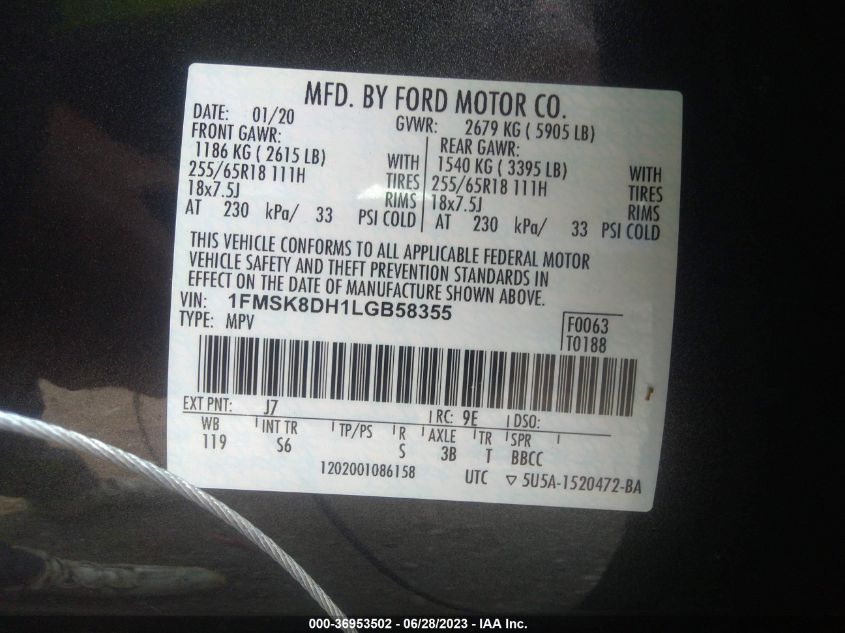 MFD. BY FORD MOTOR CO.
DATE: 01/20 GVWR: 2679 KG ( 5905 LB)
FRONT GAWR: REAR GAWR:
1186 KG ( 2615 LB) WITH 1540 KG ( 3395 LB) WITH
255/65R18 111H TIRES 255/65R18 111H TIRES
18x7.5J RIMS 18x7.5J RIMS
AT 230 kPa/ 33 PSI COLD AT 230 kPa/ 33 PSI COLD
THIS VEHICLE CONFORMS TO ALL APPLICABLE FEDERAL MOTOR
VEHICLE SAFETY AND THEFT PREVENTION STANDARDS IN
EFFECT ON THE DATE OF MANUFACTURE SHOWN ABOVE.
VIN: 1FMSK8DH1LGB58355
TYPE: MPV
F0063
T0188
EXT PNT: J7 RC: 9E DSO:
WB INT TR TP/PS R AXLE TR SPR
119 S6 S 3B T BBCC
1202001086158 UTC ▽ 5U5A-1520472-BA
000-36953502 - 06/28/2023 - IAA Inc.